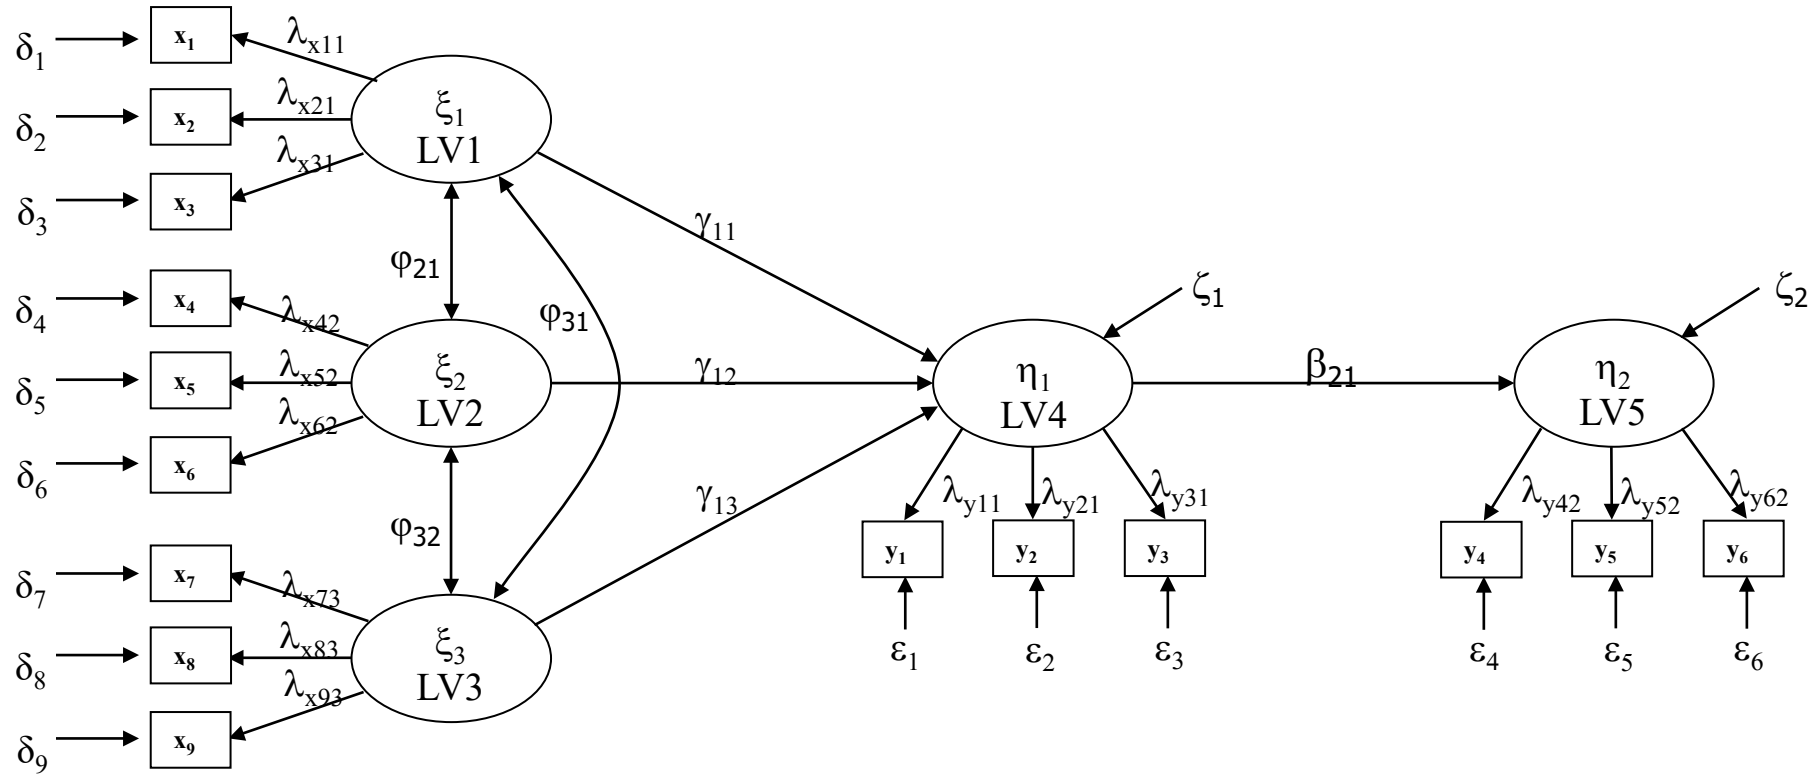 δ₁ x₁ λx11
δ₂ x₂ λx21
δ₃ x₃ λx31
ξ₁
LV1
φ21
δ₄ x₄ λx42
δ₅ x₅ λx52
δ₆ x₆ λx62
ξ₂
LV2
φ31
φ32
δ₇ x₇ λx73
δ₈ x₈ λx83
δ₉ x₉ λx93
ξ₃
LV3
γ11
γ12
γ13
ζ₁
η₁
LV4
β21
ζ₂
η₂
LV5
λy11 λy21 λy31
y₁ y₂ y₃
ε₁ ε₂ ε₃
λy42 λy52 λy62
y₄ y₅ y₆
ε₄ ε₅ ε₆